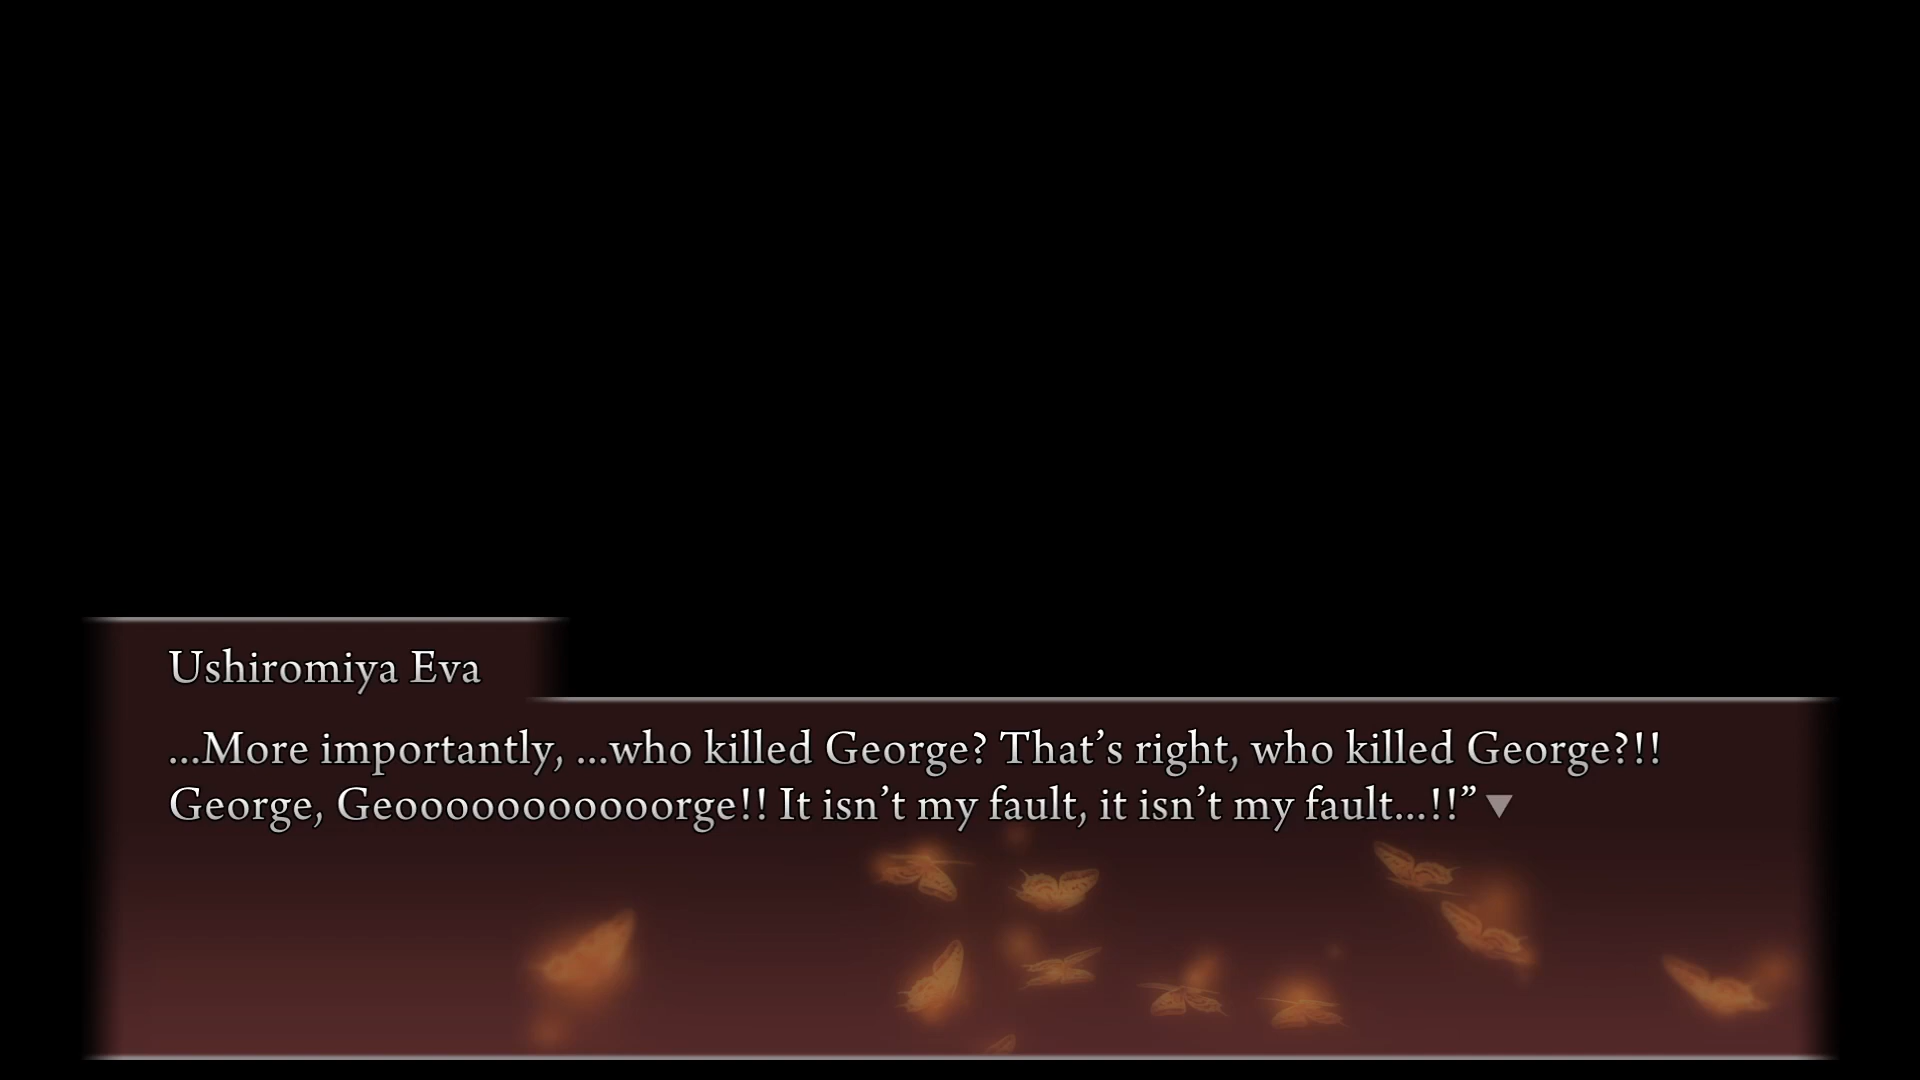 Ushiromiya Eva
...More importantly, ...who killed George? That’s right, who killed George?!!
George, Geoooooooooooorge!! It isn’t my fault, it isn’t my fault...!!”